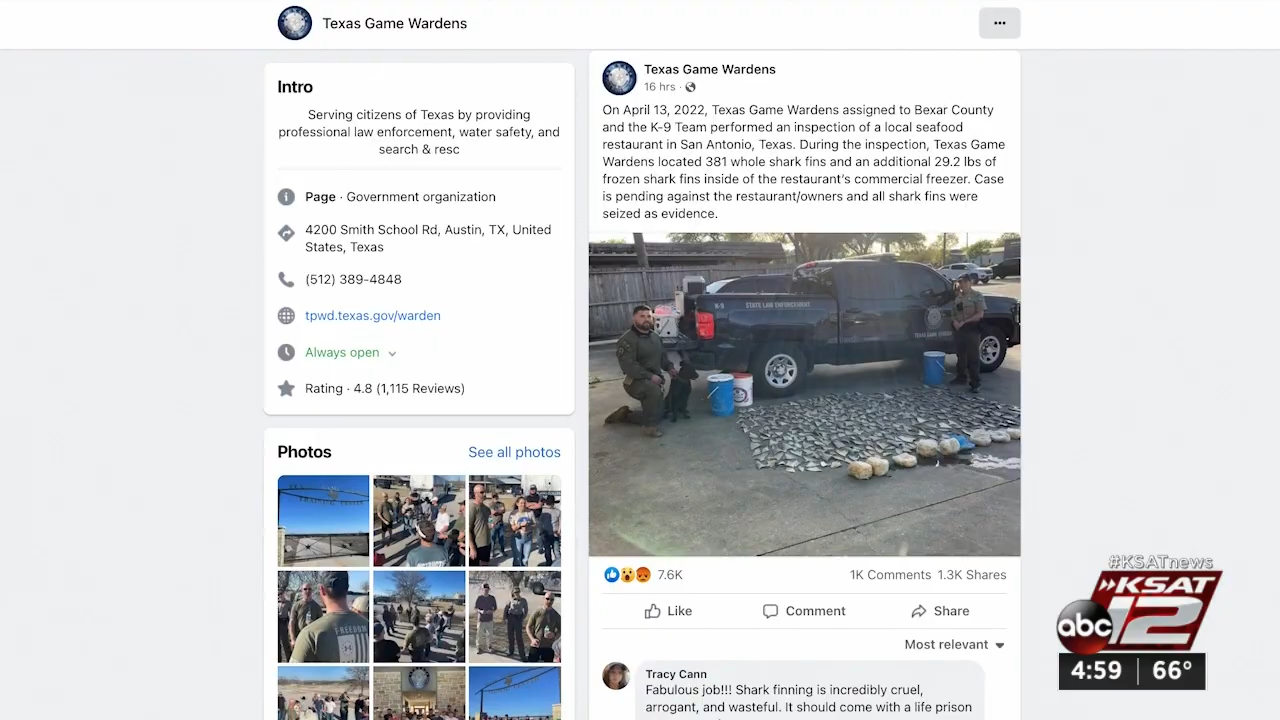 Texas Game Wardens
Intro
Serving citizens of Texas by providing
professional law enforcement, water safety, and
search & resc
Page · Government organization
4200 Smith School Rd, Austin, TX, United
States, Texas
(512) 389-4848
tpwd.texas.gov/warden
Always open
Rating · 4.8 (1,115 Reviews)
Photos
See all photos
FREEDOM
Texas Game Wardens
16 hrs ·
On April 13, 2022, Texas Game Wardens assigned to Bexar County
and the K-9 Team performed an inspection of a local seafood
restaurant in San Antonio, Texas. During the inspection, Texas Game
Wardens located 381 whole shark fins and an additional 29.2 lbs of
frozen shark fins inside of the restaurant's commercial freezer. Case
is pending against the restaurant/owners and all shark fins were
seized as evidence.
K-9
STATE LAW ENFORCEMENT
TEXAS GAME WARDEN
7.6K
1K Comments 1.3K Shares
Like
Comment
Share
Most relevant
Tracy Cann
Fabulous job!!! Shark finning is incredibly cruel,
arrogant, and wasteful. It should come with a life prison
#KSATnews
KSAT
abc 12
4:59 66°